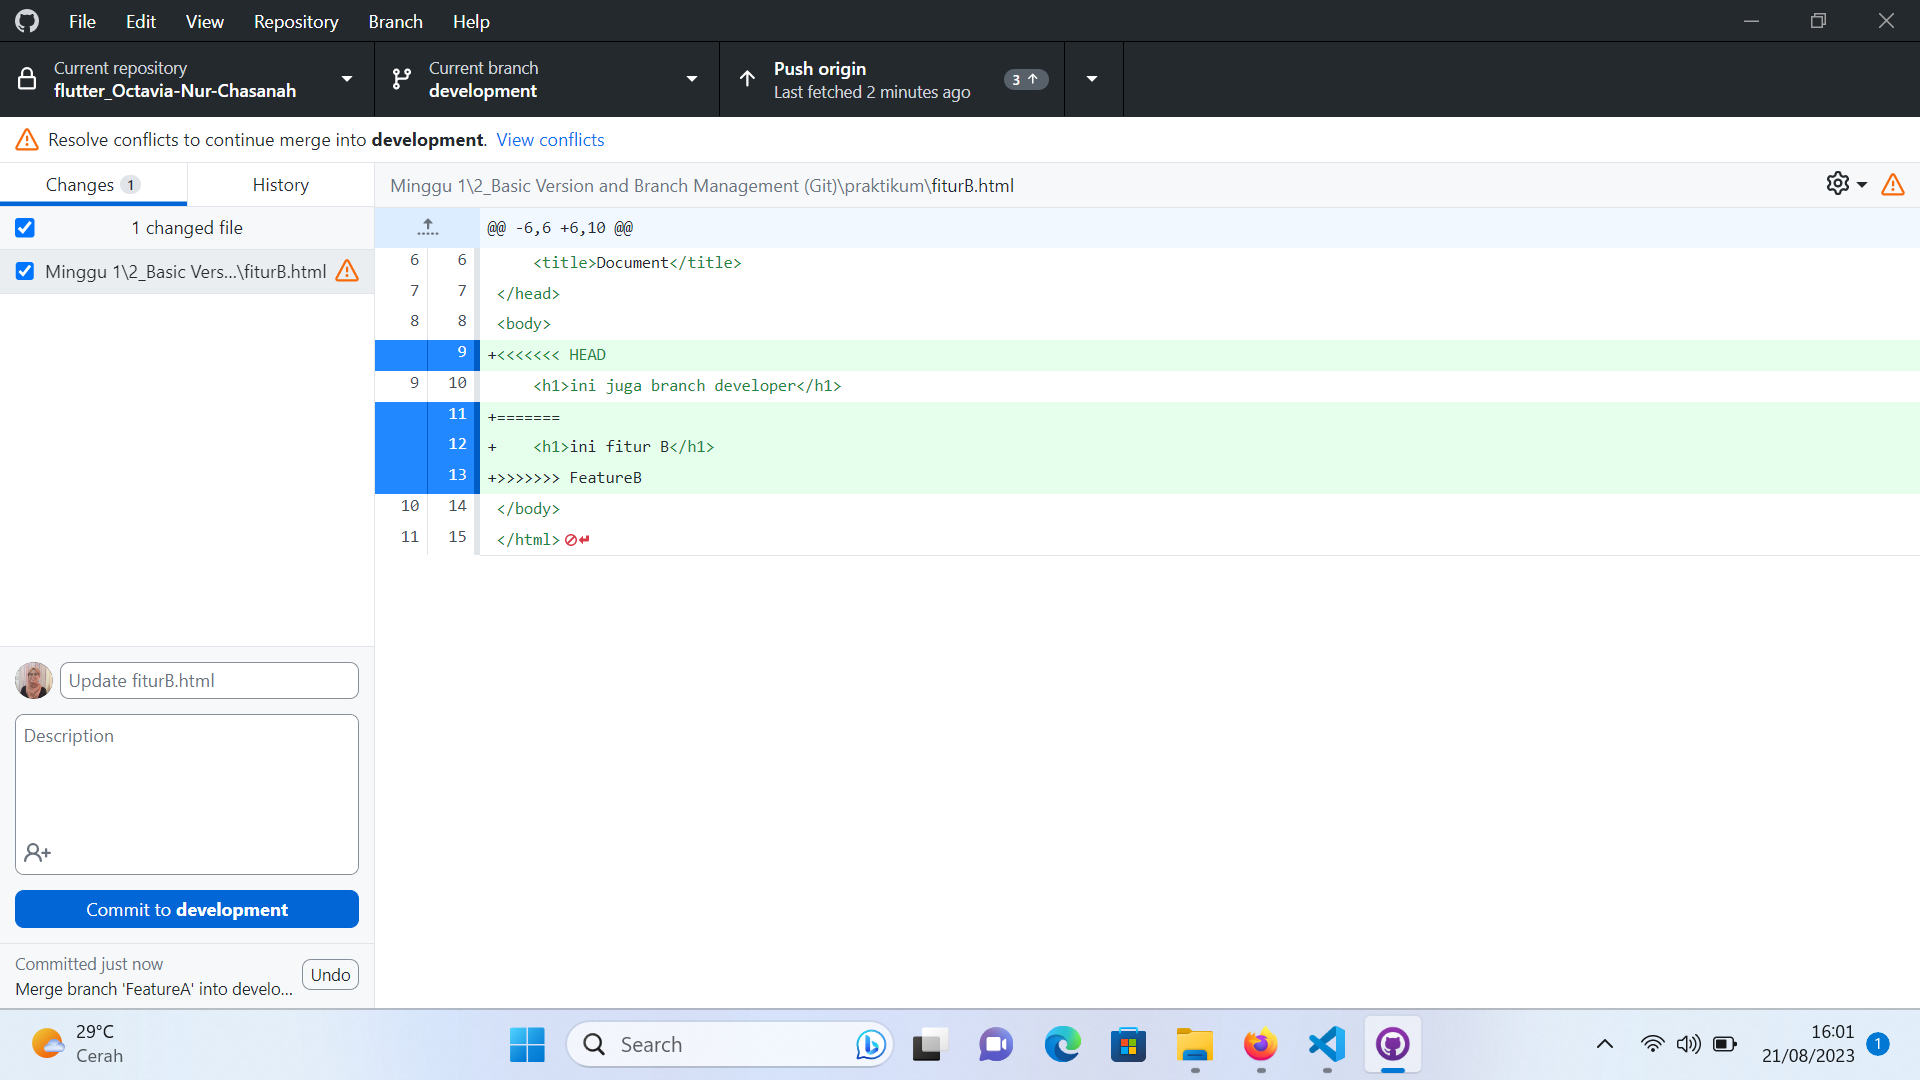 File Edit View Repository Branch Help
Current repository
flutter_Octavia-Nur-Chasanah
Current branch
development
Push origin
Last fetched 2 minutes ago
3
Resolve conflicts to continue merge into development. View conflicts
Changes 1
History
Minggu 1\2_Basic Version and Branch Management (Git)\praktikum\fiturB.html
1 changed file
Minggu 1\2_Basic Vers...\fiturB.html
@@ -6,6 +6,10 @@
6 6 <title>Document</title>
7 7 </head>
8 8 <body>
9 +<<<<<<< HEAD
9 10 <h1>ini juga branch developer</h1>
11 +=======
12 + <h1>ini fitur B</h1>
13 +>>>>>>> FeatureB
10 14 </body>
11 15 </html>
Update fiturB.html
Description
Commit to development
Committed just now
Merge branch 'FeatureA' into develo...
Undo
29°C
Cerah
Search
16:01
21/08/2023
1